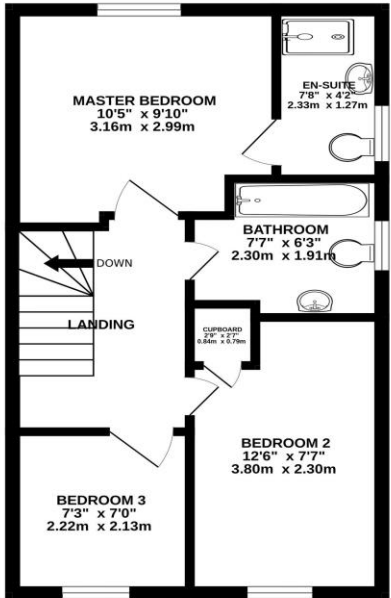 MASTER BEDROOM
10'5" x 9'10"
3.16m x 2.99m
EN-SUITE
7'8" x 4'2"
2.33m x 1.27m
BATHROOM
7'7" x 6'3"
2.30m x 1.91m
DOWN
LANDING
CUPBOARD
2'9" x 2'7"
0.84m x 0.79m
BEDROOM 2
12'6" x 7'7"
3.80m x 2.30m
BEDROOM 3
7'3" x 7'0"
2.22m x 2.13m